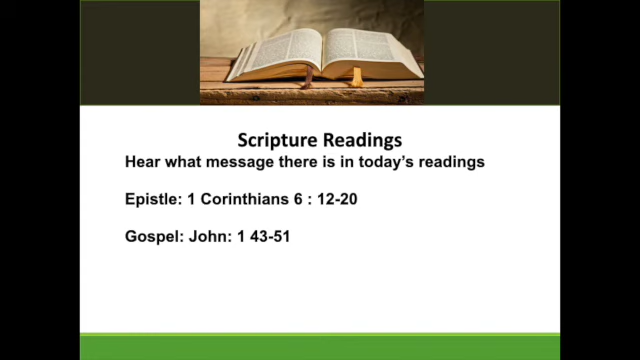 Scripture Readings
Hear what message there is in today's readings
Epistle: 1 Corinthians 6 : 12-20
Gospel: John: 1 43-51